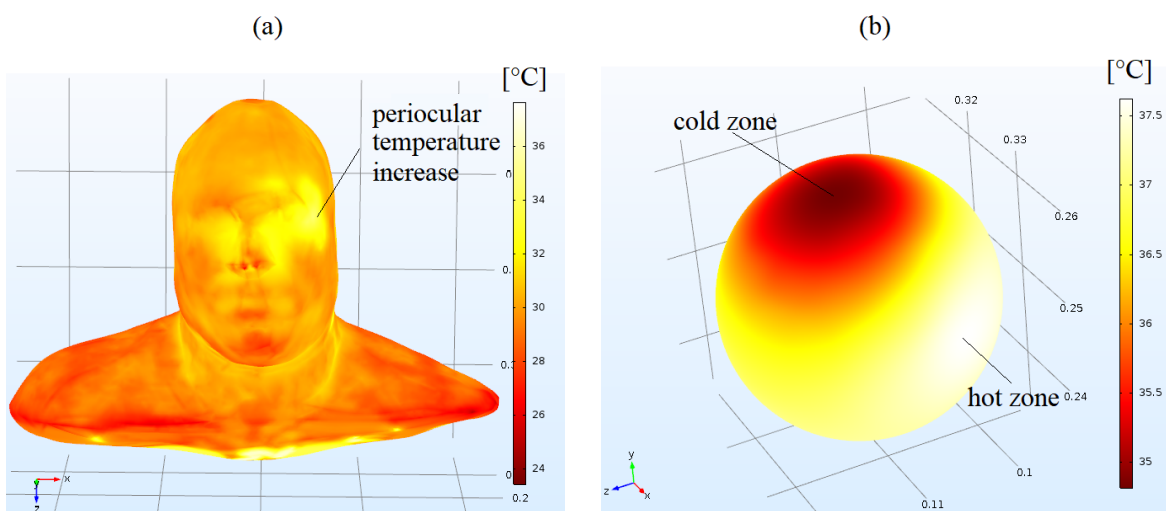 (a)
(b)
[°C]
[°C]
periocular
temperature
increase
36
34
32
30
28
26
24
0.2
y
x
z
cold zone
hot zone
0.32
0.33
0.26
0.25
0.24
0.1
0.11
37.5
37
36.5
36
35.5
35
y
z
x